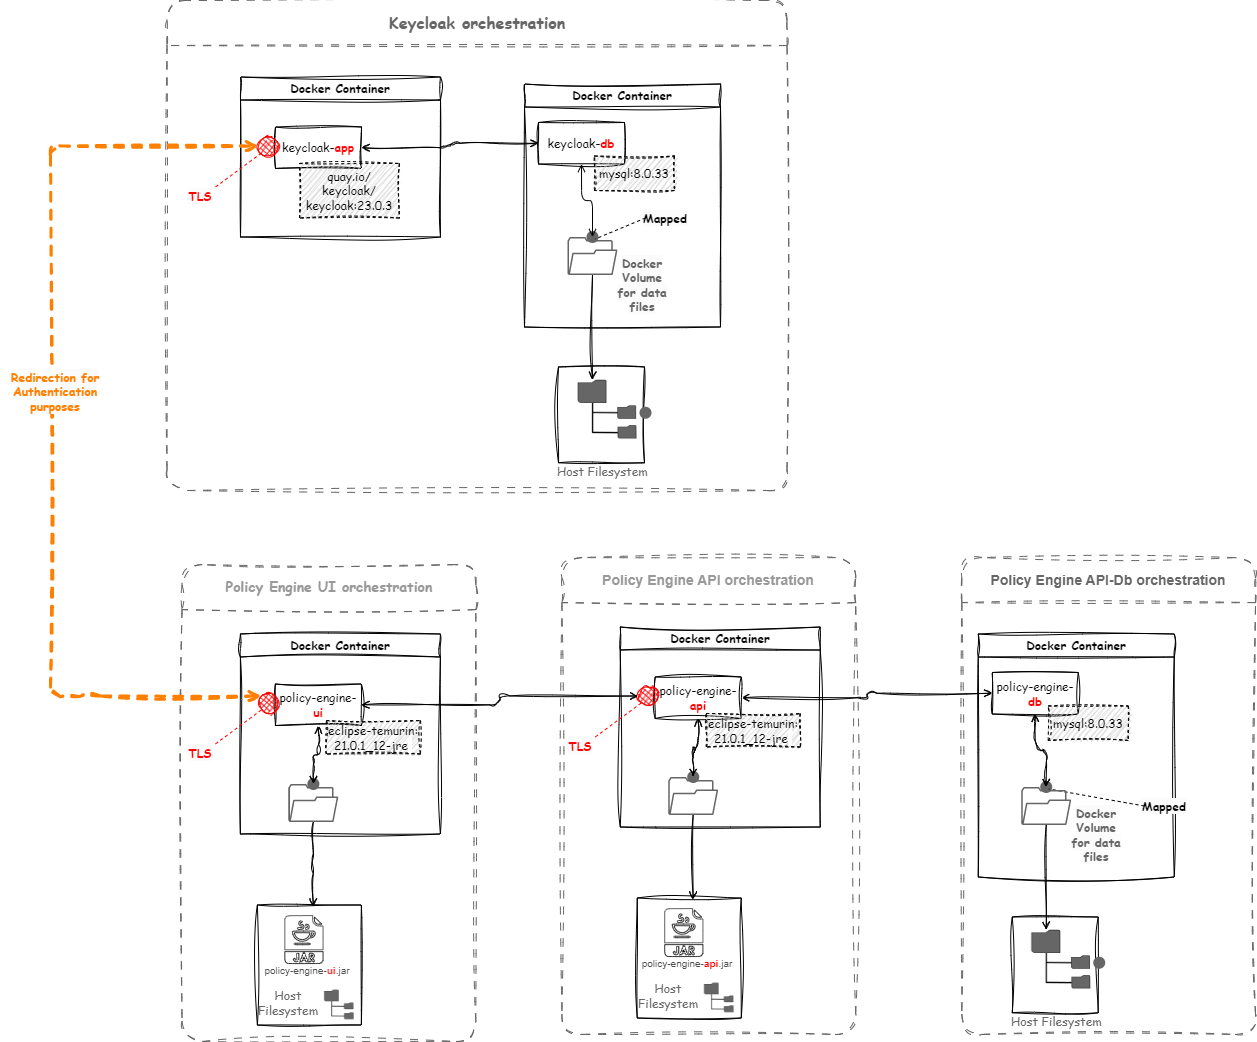 Keycloak orchestration
Docker Container
Docker Container
keycloak-app
keycloak-db
TLS
quay.io/
keycloak/
keycloak:23.0.3
mysql:8.0.33
Mapped
Docker
Volume
for data
files
Host Filesystem
Redirection for
Authentication
purposes
Policy Engine UI orchestration
Docker Container
policy-engine-
ui
TLS
eclipse-temurin:
21.0.1_12-jre
JAR
policy-engine-ui.jar
Host
Filesystem
Policy Engine API orchestration
Docker Container
policy-engine-
api
TLS
eclipse-temurin:
21.0.1_12-jre
JAR
policy-engine-api.jar
Host
Filesystem
Policy Engine API-Db orchestration
Docker Container
policy-engine-
db
mysql:8.0.33
Mapped
Docker
Volume
for data
files
Host Filesystem